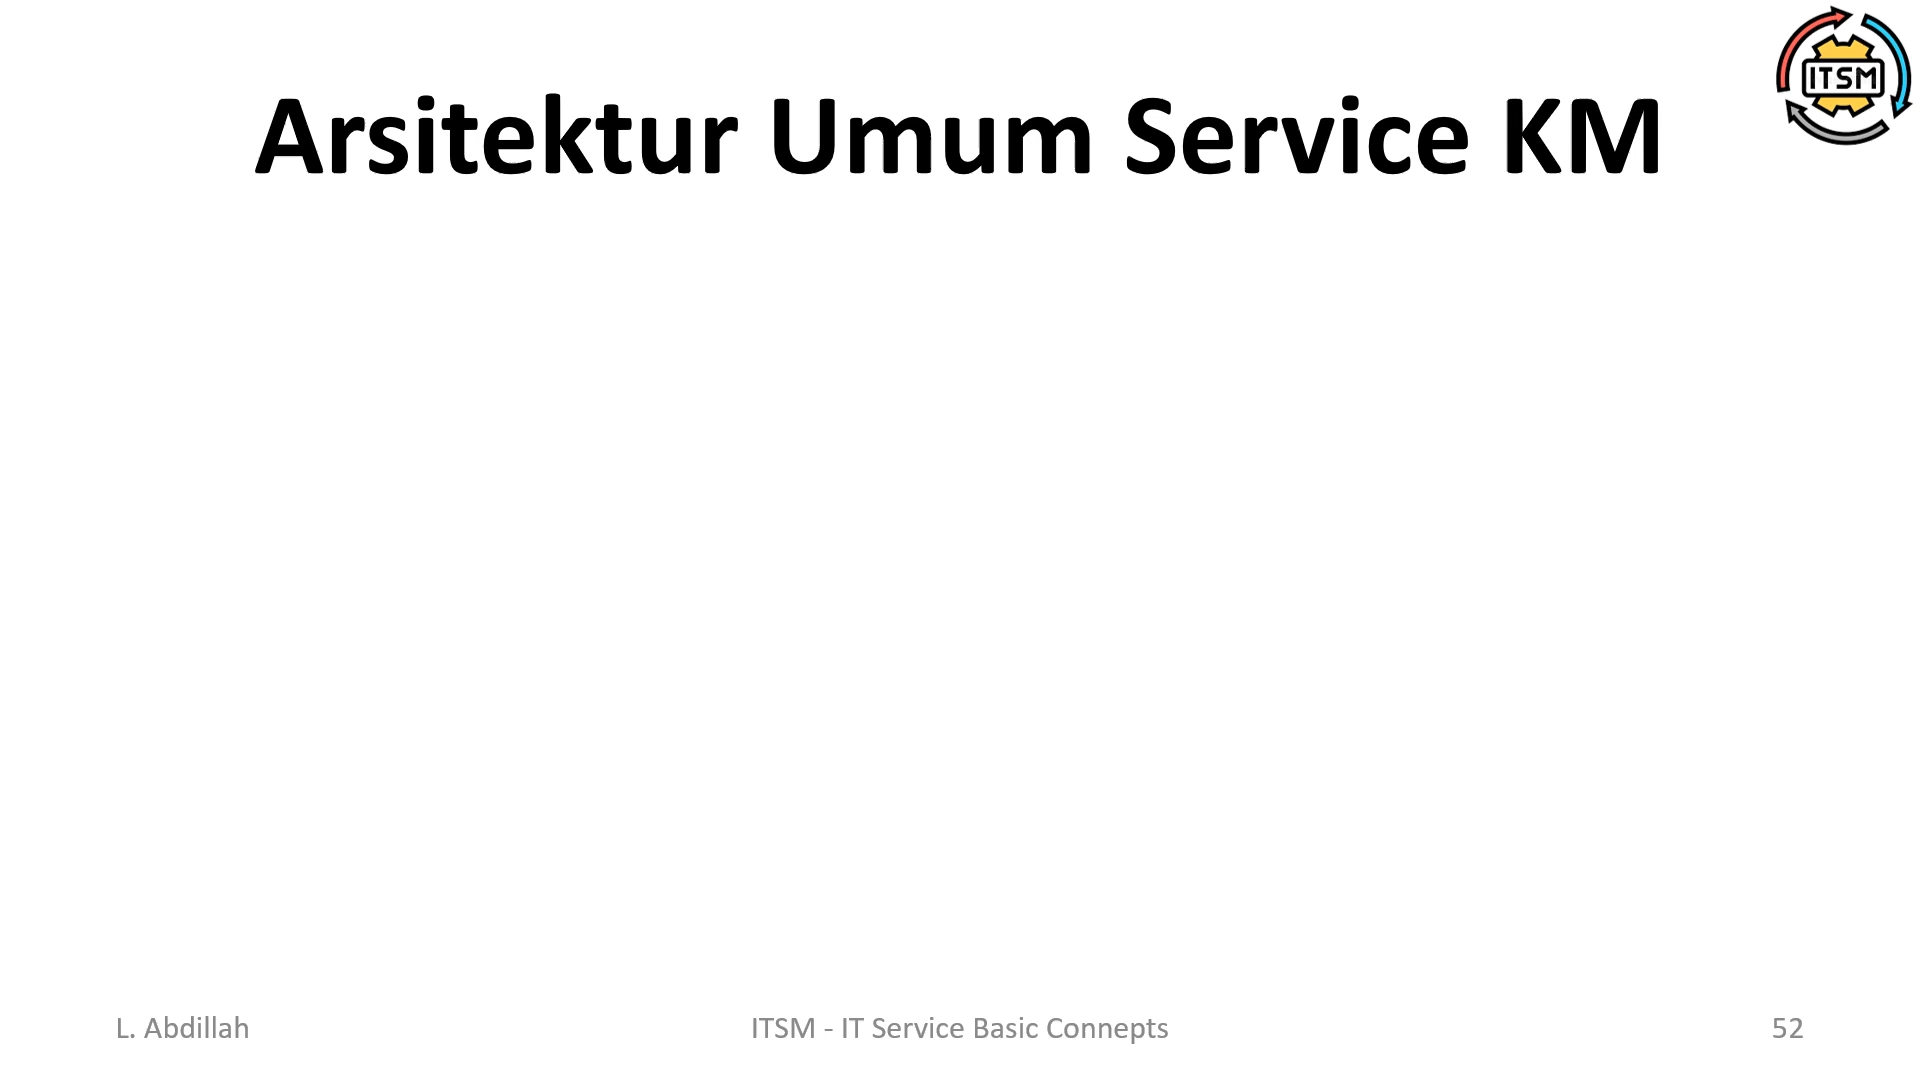 ITSM
Arsitektur Umum Service KM
L. Abdillah
ITSM - IT Service Basic Connepts
52